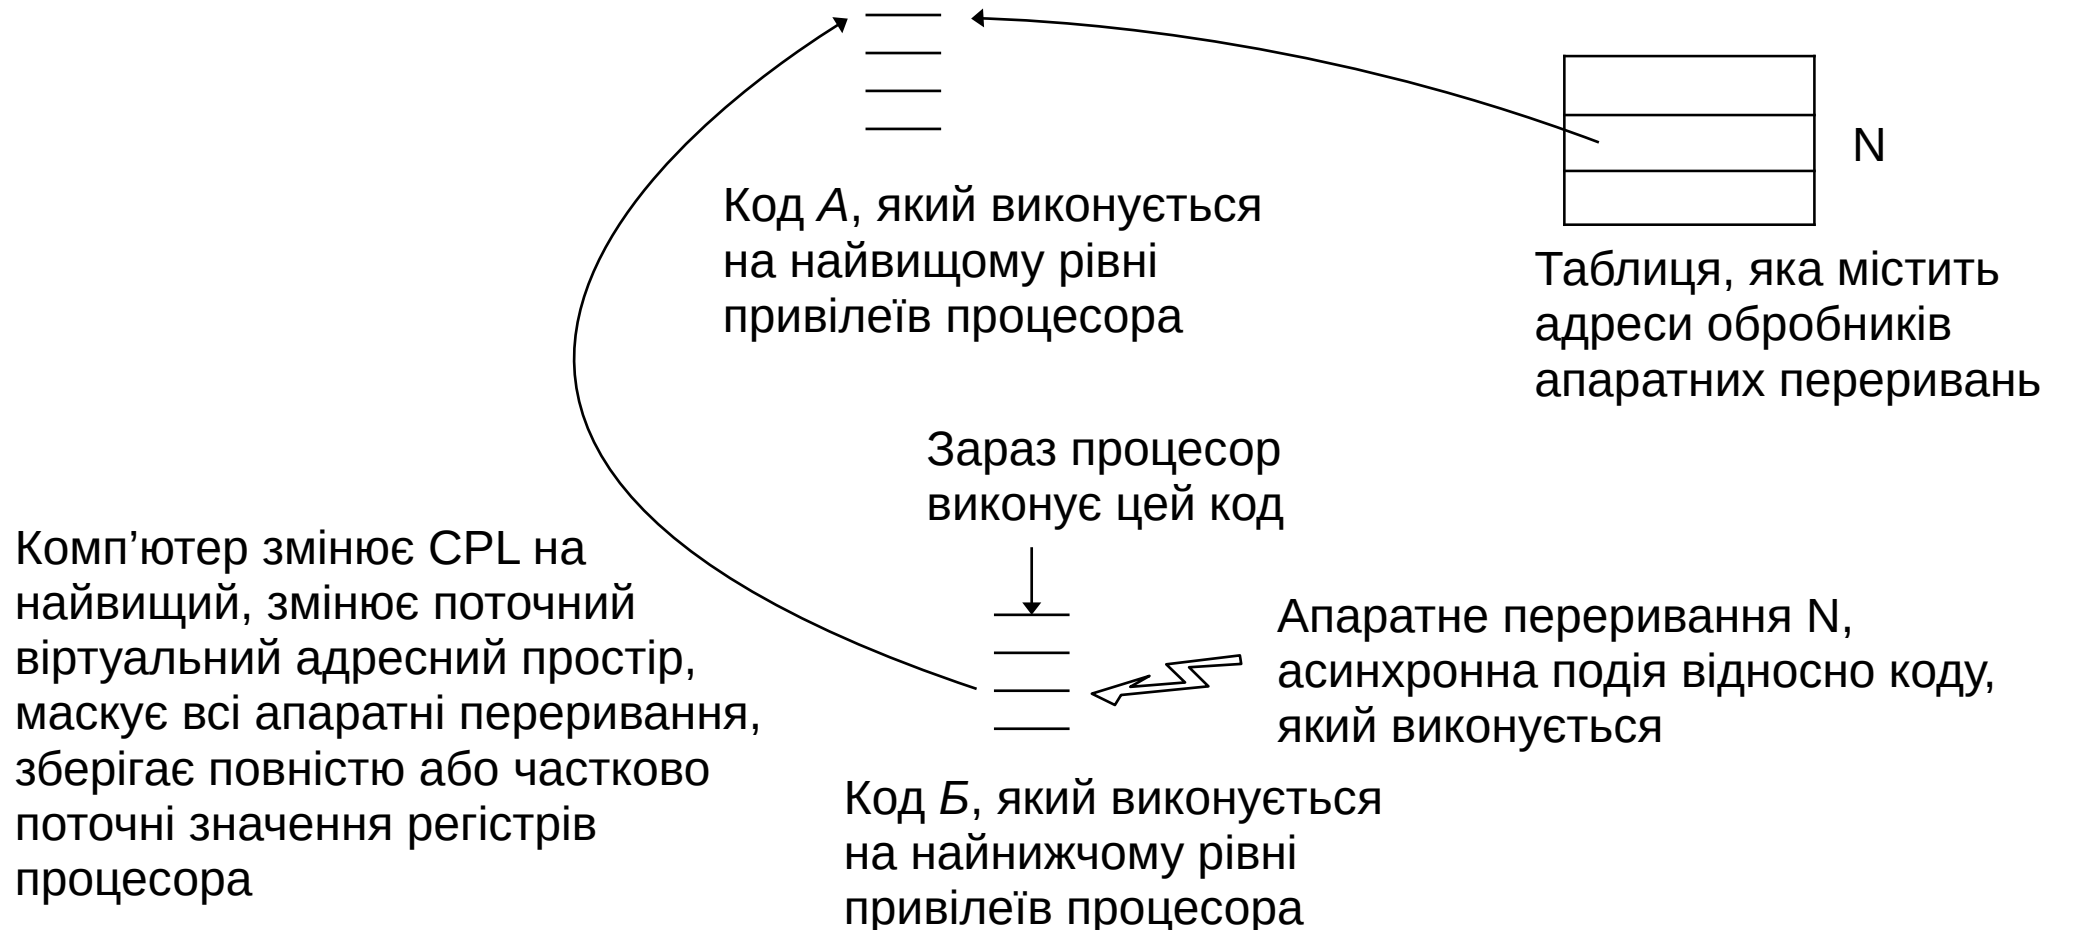 N
Код А, який виконується
на найвищому рівні
привілеїв процесора
Таблиця, яка містить
адреси обробників
апаратних переривань
Зараз процесор
виконує цей код
Комп’ютер змінює CPL на
найвищий, змінює поточний
віртуальний адресний простір,
маскує всі апаратні переривання,
зберігає повністю або частково
поточні значення регістрів
процесора
Апаратне переривання N,
асинхронна подія відносно коду,
який виконується
Код Б, який виконується
на найнижчому рівні
привілеїв процесора